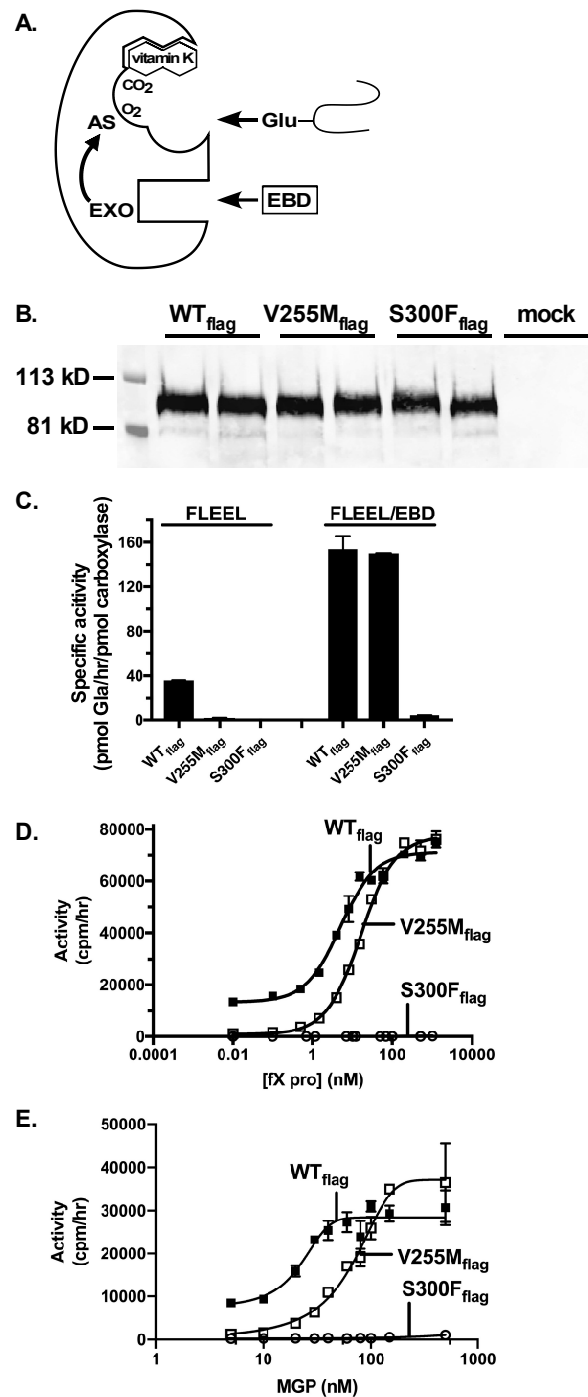 A.
vitamin K
CO2
O2
AS
Glu
EXO
EBD
B.
WTflag V255Mflag S300Fflag mock
113 kD
81 kD
C.
FLEEL FLEEL/EBD
Specific acitivity
(pmol Gla/hr/pmol carboxylase)
160
120
80
40
0
WTflag V255Mflag S300Fflag WTflag V255Mflag S300Fflag
D.
WTflag
80000
60000
V255Mflag
40000
Activity
(cpm/hr)
20000
S300Fflag
0
0.0001 0.01 1 100 10000
[fX pro] (nM)
E.
50000
WTflag
40000
30000
Activity
(cpm/hr)
V255Mflag
20000
S300Fflag
10000
0
1 10 100 1000
MGP (nM)